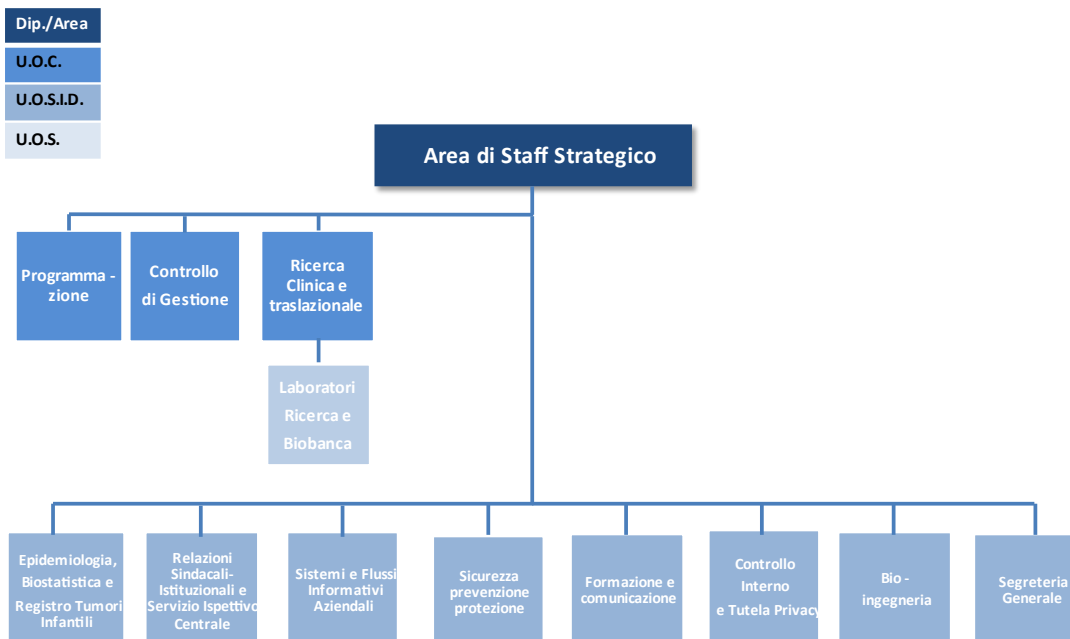 Dip./Area
U.O.C.
U.O.S.I.D.
U.O.S.
Area di Staff Strategico
Programma -
zione
Controllo
di Gestione
Ricerca
Clinica e
traslazionale
Laboratori
Ricerca e
Biobanca
Epidemiologia,
Biostatistica e
Registro Tumori
Infantili
Relazioni
Sindacali-
Istituzionali e
Servizio Ispettivo
Centrale
Sistemi e Flussi
Informativi
Aziendali
Sicurezza
prevenzione
protezione
Formazione e
comunicazione
Controllo
Interno
e Tutela Privacy
Bio -
ingegneria
Segreteria
Generale